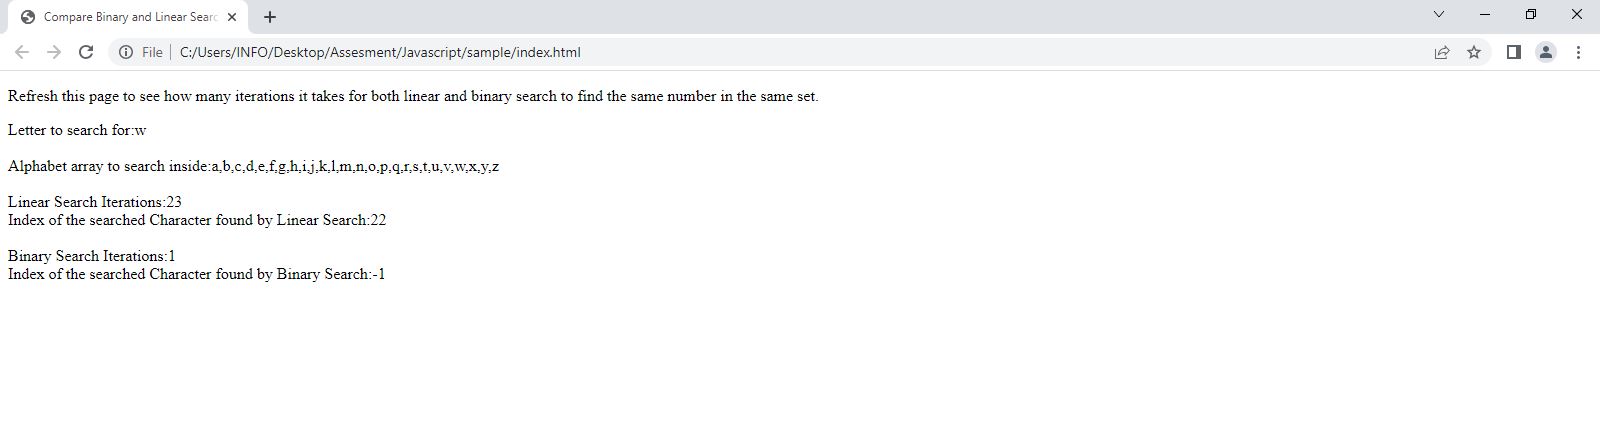 Compare Binary and Linear Searc
File
C:/Users/INFO/Desktop/Assesment/Javascript/sample/index.html
Refresh this page to see how many iterations it takes for both linear and binary search to find the same number in the same set.
Letter to search for:w
Alphabet array to search inside:a,b,c,d,e,f,g,h,i,j,k,l,m,n,o,p,q,r,s,t,u,v,w,x,y,z
Linear Search Iterations:23
Index of the searched Character found by Linear Search:22
Binary Search Iterations:1
Index of the searched Character found by Binary Search:-1